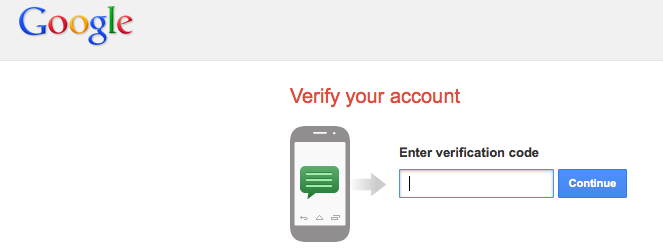 Google
Verify your account
Enter verification code
Continue